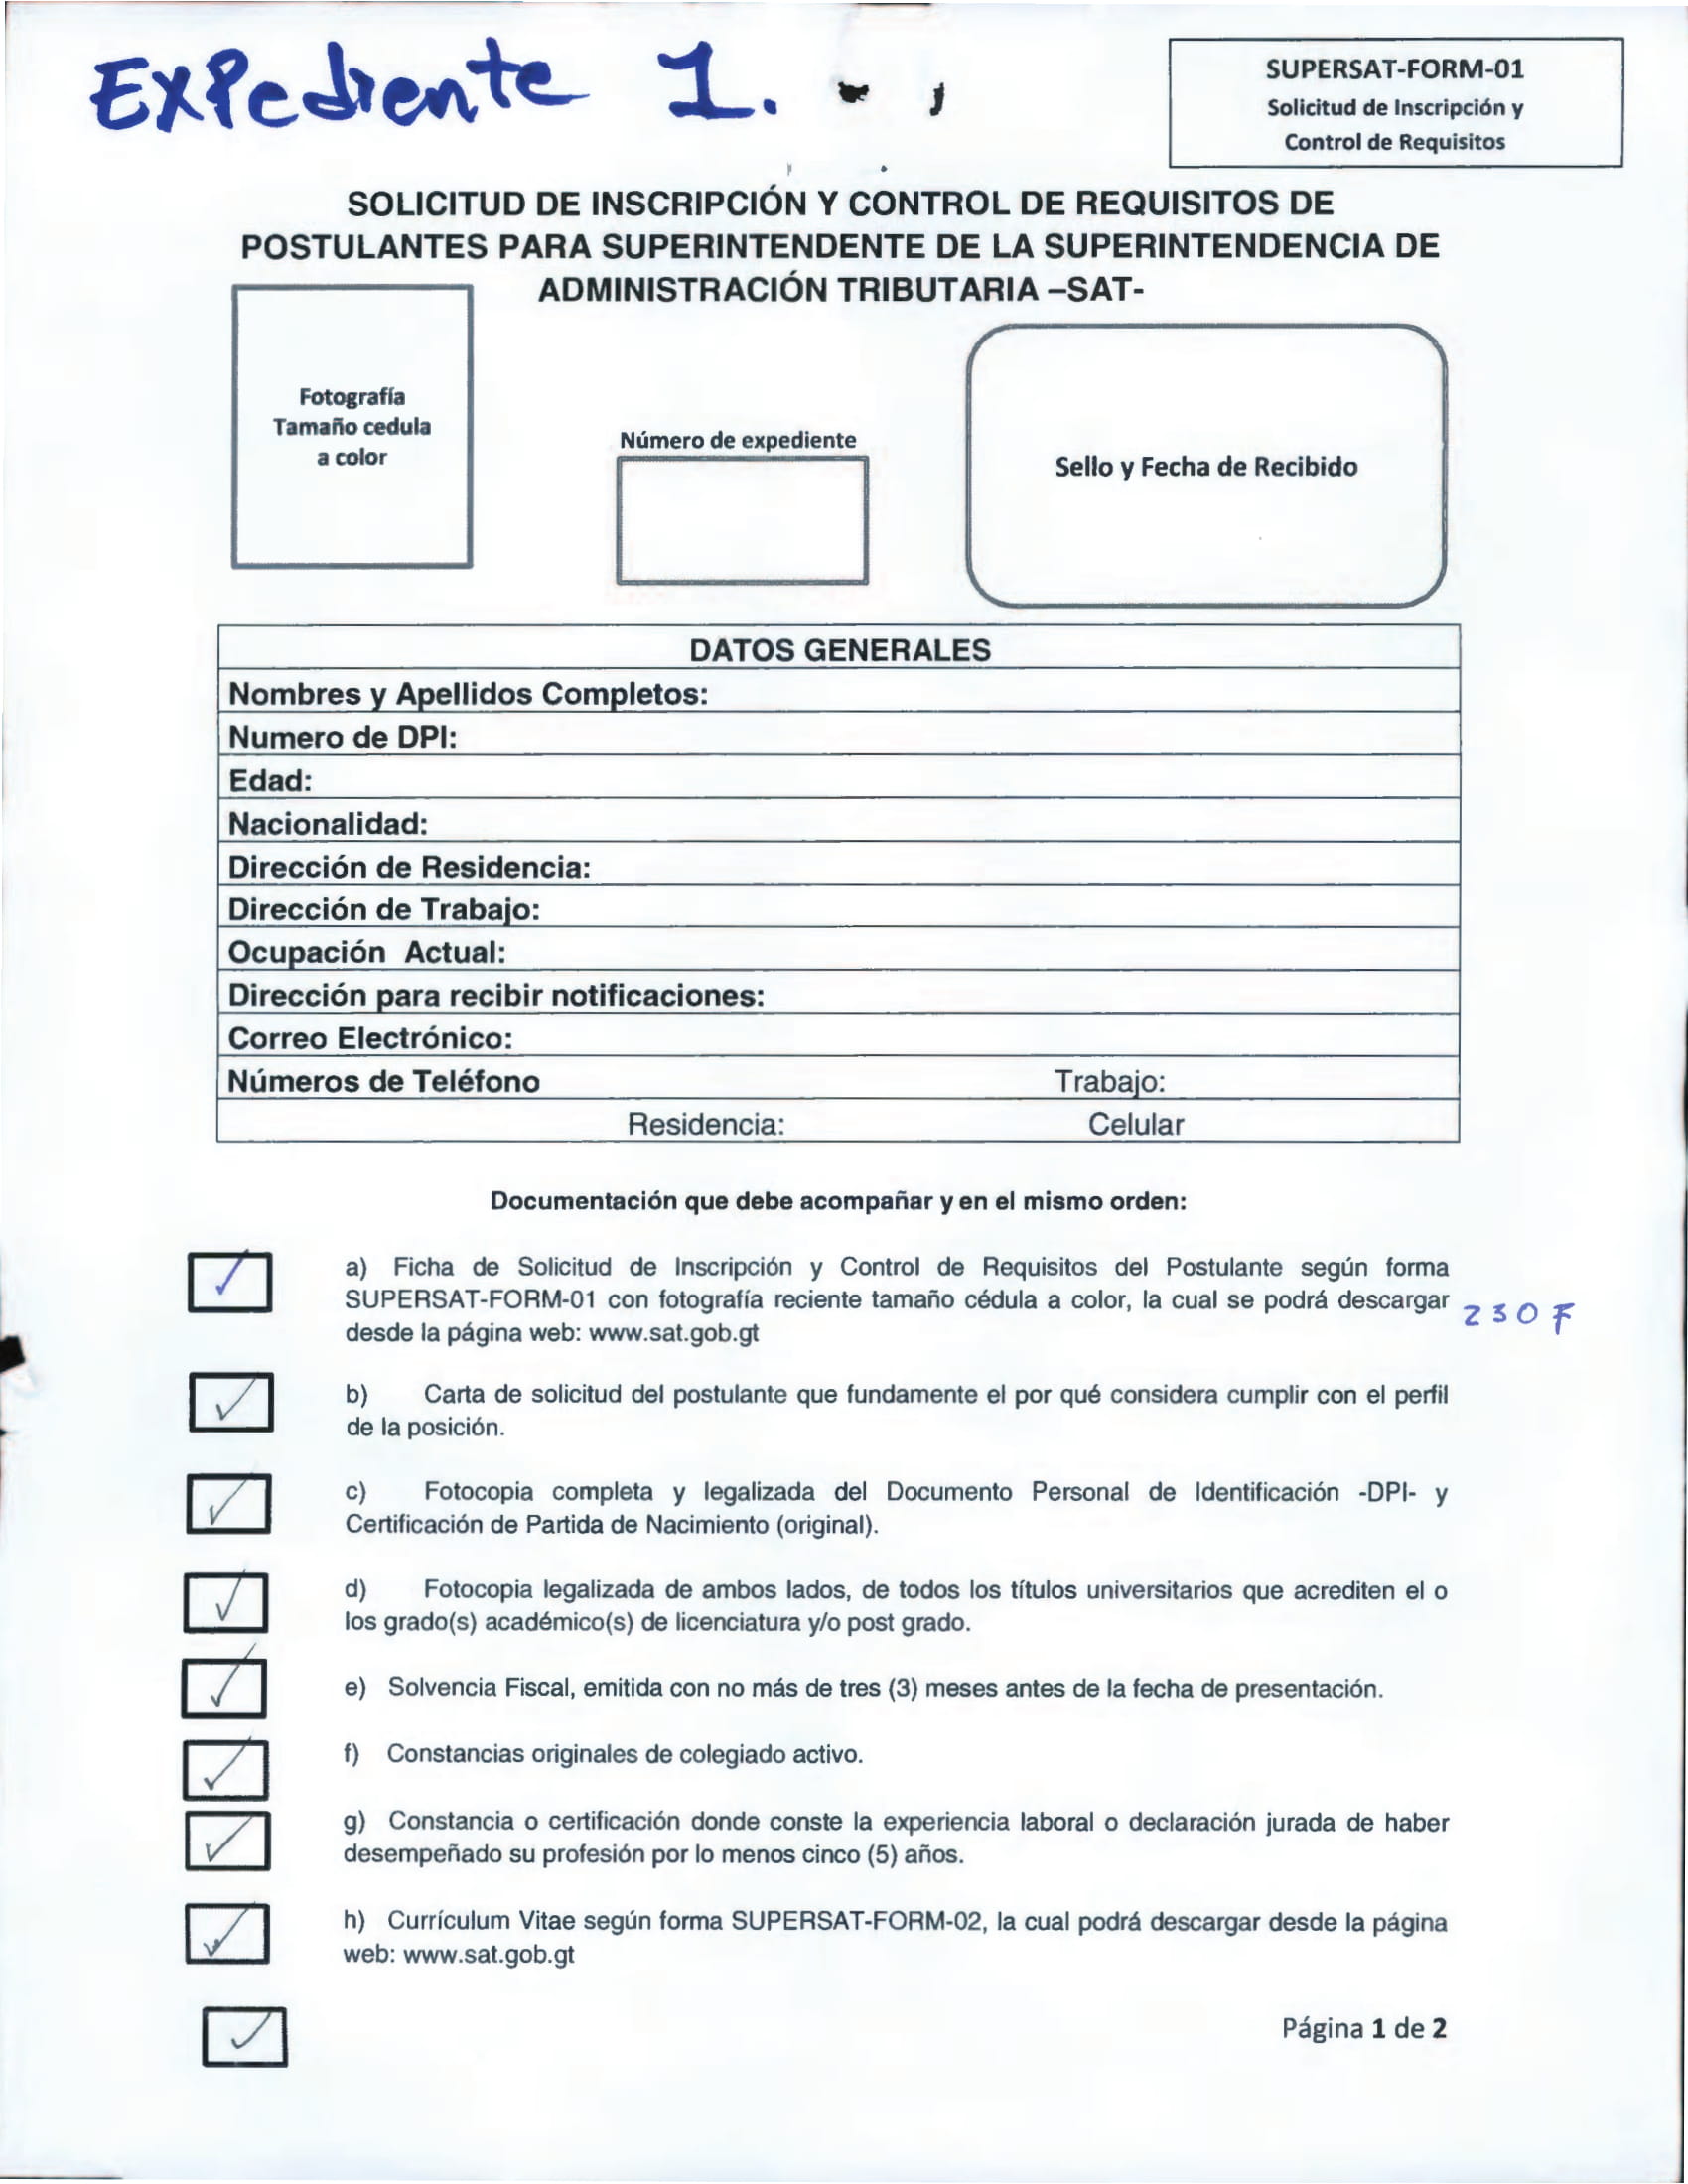 Expediente 1.
SUPERSAT-FORM-01
Solicitud de Inscripción y
Control de Requisitos
SOLICITUD DE INSCRIPCIÓN Y CONTROL DE REQUISITOS DE
POSTULANTES PARA SUPERINTENDENTE DE LA SUPERINTENDENCIA DE
ADMINISTRACIÓN TRIBUTARIA –SAT-
Fotografía
Tamaño cedula
a color
Número de expediente
Sello y Fecha de Recibido
DATOS GENERALES
Nombres y Apellidos Completos:
Numero de DPI:
Edad:
Nacionalidad:
Dirección de Residencia:
Dirección de Trabajo:
Ocupación Actual:
Dirección para recibir notificaciones:
Correo Electrónico:
Números de Teléfono Trabajo:
Residencia: Celular
Documentación que debe acompañar y en el mismo orden:
a) Ficha de Solicitud de Inscripción y Control de Requisitos del Postulante según forma
SUPERSAT-FORM-01 con fotografía reciente tamaño cédula a color, la cual se podrá descargar
desde la página web: www.sat.gob.gt
230F
b) Carta de solicitud del postulante que fundamente el por qué considera cumplir con el perfil
de la posición.
c) Fotocopia completa y legalizada del Documento Personal de Identificación -DPI- y
Certificación de Partida de Nacimiento (original).
d) Fotocopia legalizada de ambos lados, de todos los títulos universitarios que acrediten el o
los grado(s) académico(s) de licenciatura y/o post grado.
e) Solvencia Fiscal, emitida con no más de tres (3) meses antes de la fecha de presentación.
f) Constancias originales de colegiado activo.
g) Constancia o certificación donde conste la experiencia laboral o declaración jurada de haber
desempeñado su profesión por lo menos cinco (5) años.
h) Currículum Vitae según forma SUPERSAT-FORM-02, la cual podrá descargar desde la página
web: www.sat.gob.gt
Página 1 de 2